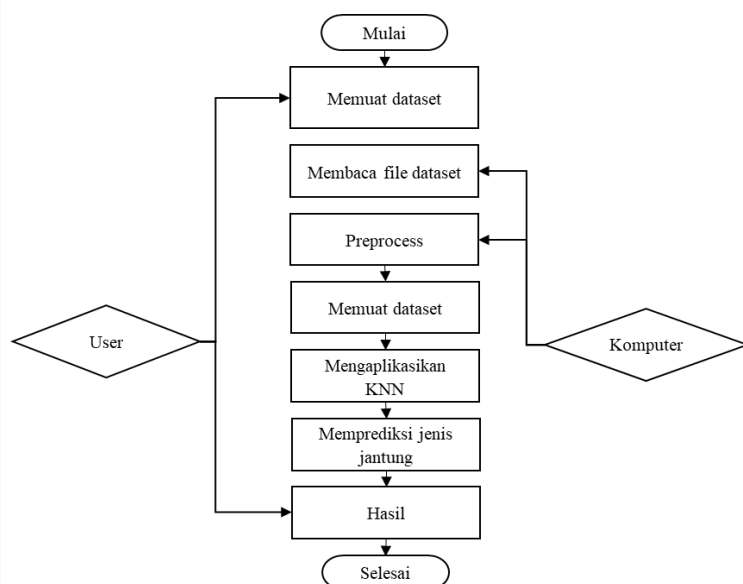 Mulai
Memuat dataset
Membaca file dataset
Preprocess
Memuat dataset
User
Komputer
Mengaplikasikan
KNN
Memprediksi jenis
jantung
Hasil
Selesai